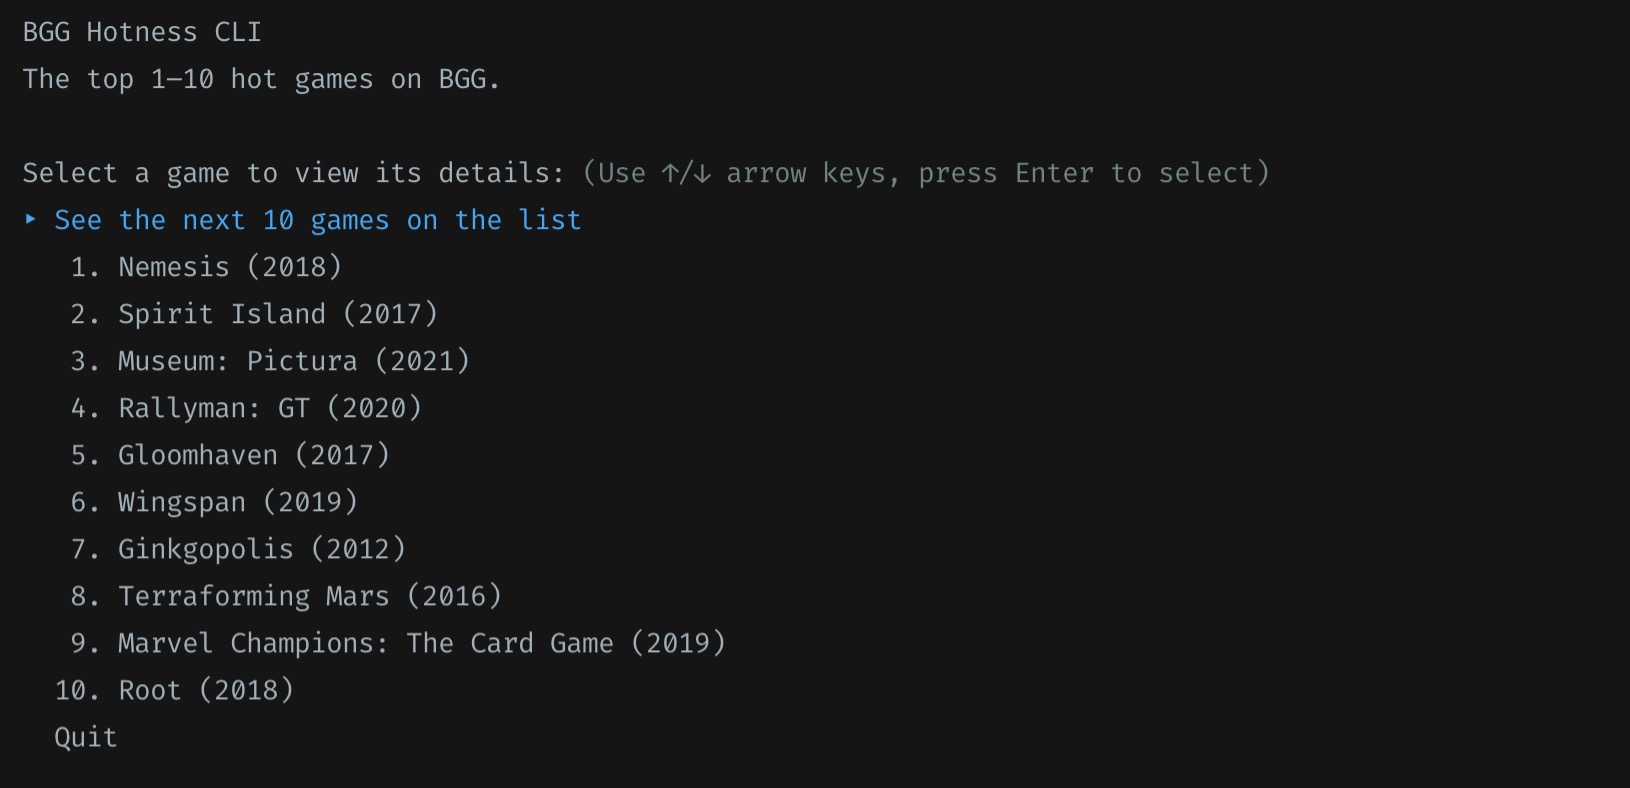 BGG Hotness CLI
The top 1–10 hot games on BGG.
Select a game to view its details: (Use ↑/↓ arrow keys, press Enter to select)
‣ See the next 10 games on the list
1. Nemesis (2018)
2. Spirit Island (2017)
3. Museum: Pictura (2021)
4. Rallyman: GT (2020)
5. Gloomhaven (2017)
6. Wingspan (2019)
7. Ginkgopolis (2012)
8. Terraforming Mars (2016)
9. Marvel Champions: The Card Game (2019)
10. Root (2018)
Quit